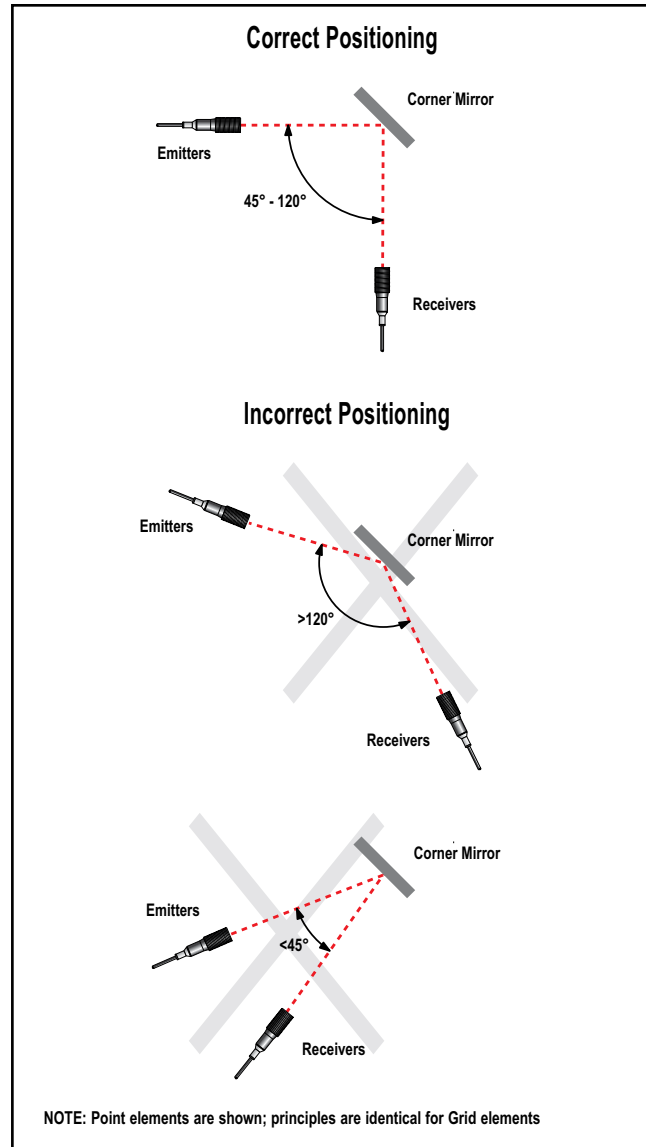 Correct Positioning
Corner Mirror
Emitters
45° - 120°
Receivers
Incorrect Positioning
Emitters
Corner Mirror
>120°
Receivers
Corner Mirror
Emitters
<45°
Receivers
NOTE: Point elements are shown; principles are identical for Grid elements